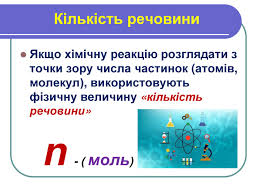 Кількість речовини
Якщо хімічну реакцію розглядати з
точки зору числа частинок (атомів,
молекул), використовують
фізичну величину «кількість
речовини»
n - ( моль)